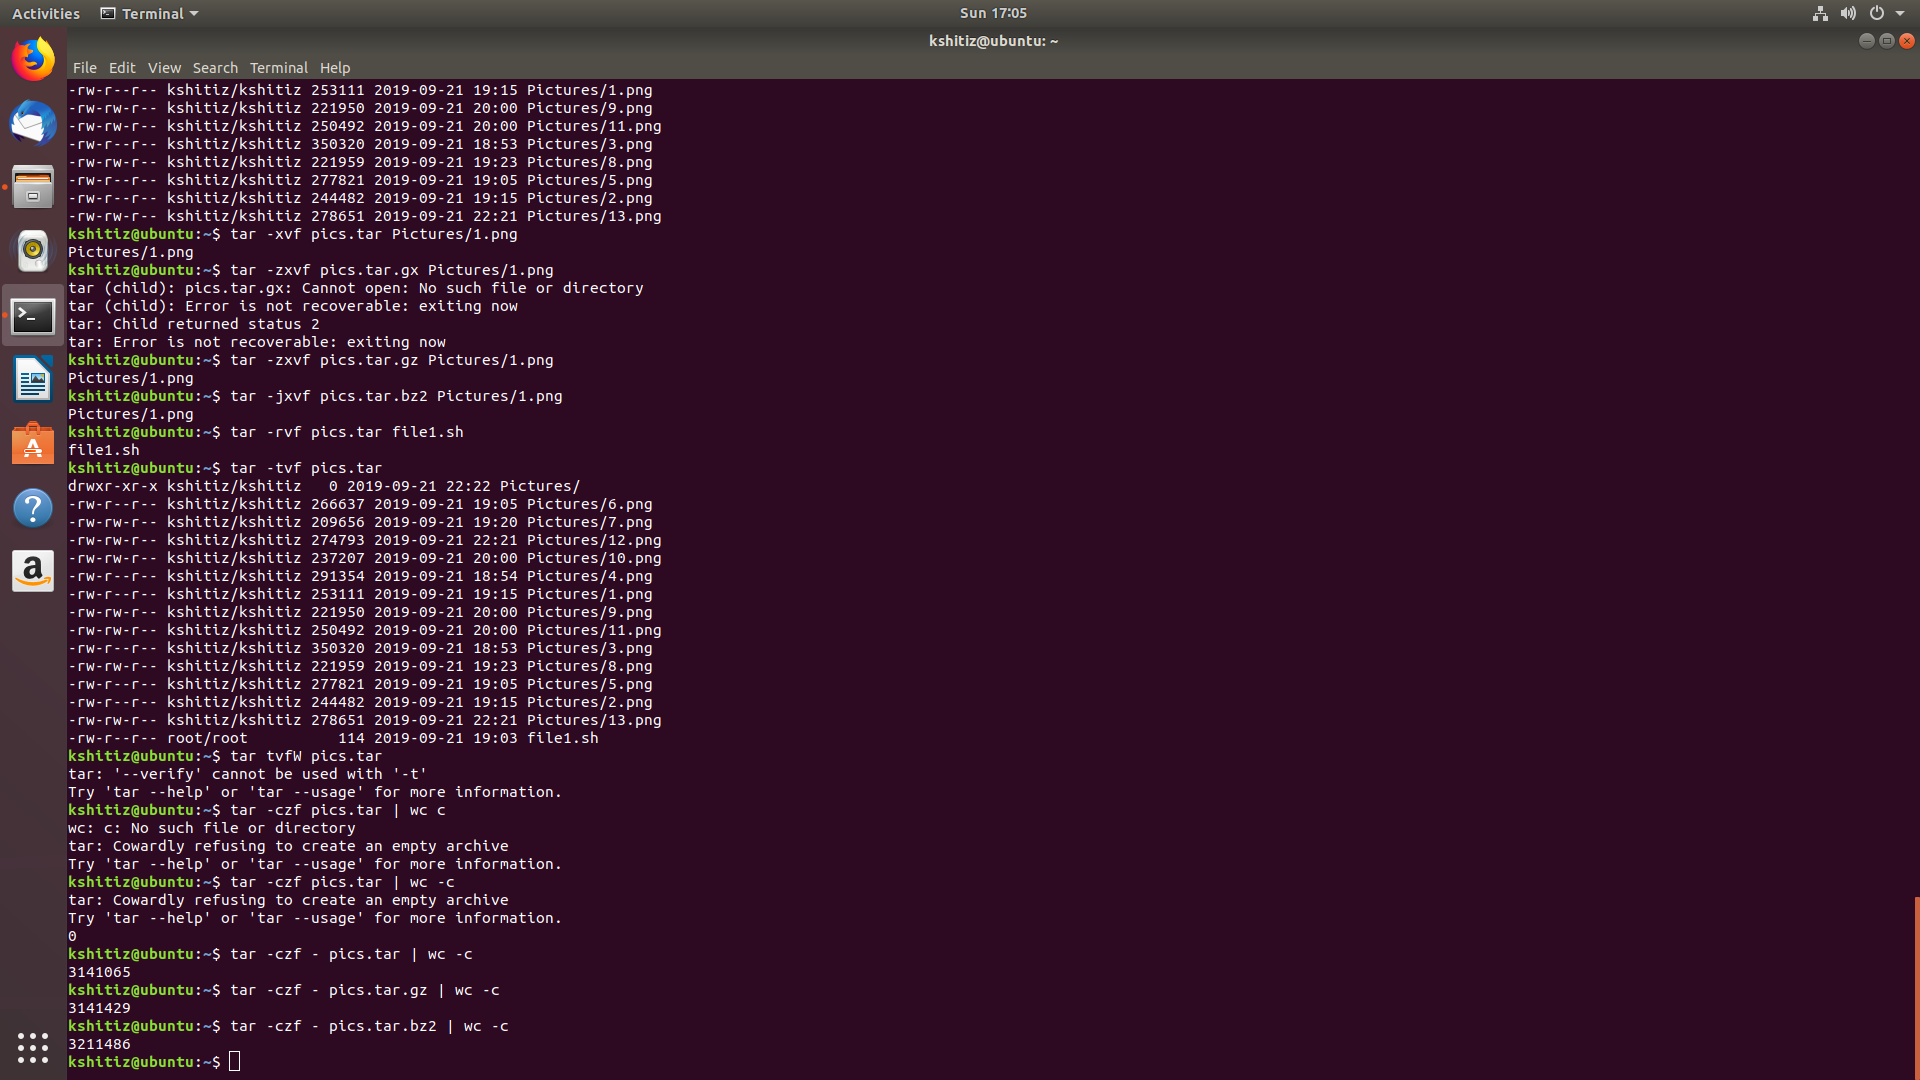 Activities Terminal Sun 17:05
kshitiz@ubuntu: ~
File Edit View Search Terminal Help
-rw-r--r-- kshitiz/kshitiz 253111 2019-09-21 19:15 Pictures/1.png
-rw-rw-r-- kshitiz/kshitiz 221950 2019-09-21 20:00 Pictures/9.png
-rw-rw-r-- kshitiz/kshitiz 250492 2019-09-21 20:00 Pictures/11.png
-rw-r--r-- kshitiz/kshitiz 350320 2019-09-21 18:53 Pictures/3.png
-rw-rw-r-- kshitiz/kshitiz 221959 2019-09-21 19:23 Pictures/8.png
-rw-r--r-- kshitiz/kshitiz 277821 2019-09-21 19:05 Pictures/5.png
-rw-r--r-- kshitiz/kshitiz 244482 2019-09-21 19:15 Pictures/2.png
-rw-rw-r-- kshitiz/kshitiz 278651 2019-09-21 22:21 Pictures/13.png
kshitiz@ubuntu:~$ tar -xvf pics.tar Pictures/1.png
Pictures/1.png
kshitiz@ubuntu:~$ tar -zxvf pics.tar.gx Pictures/1.png
tar (child): pics.tar.gx: Cannot open: No such file or directory
tar (child): Error is not recoverable: exiting now
tar: Child returned status 2
tar: Error is not recoverable: exiting now
kshitiz@ubuntu:~$ tar -zxvf pics.tar.gz Pictures/1.png
Pictures/1.png
kshitiz@ubuntu:~$ tar -jxvf pics.tar.bz2 Pictures/1.png
Pictures/1.png
kshitiz@ubuntu:~$ tar -rvf pics.tar file1.sh
file1.sh
kshitiz@ubuntu:~$ tar -tvf pics.tar
drwxr-xr-x kshitiz/kshitiz   0 2019-09-21 22:22 Pictures/
-rw-r--r-- kshitiz/kshitiz 266637 2019-09-21 19:05 Pictures/6.png
-rw-rw-r-- kshitiz/kshitiz 209656 2019-09-21 19:20 Pictures/7.png
-rw-rw-r-- kshitiz/kshitiz 274793 2019-09-21 22:21 Pictures/12.png
-rw-rw-r-- kshitiz/kshitiz 237207 2019-09-21 20:00 Pictures/10.png
-rw-r--r-- kshitiz/kshitiz 291354 2019-09-21 18:54 Pictures/4.png
-rw-r--r-- kshitiz/kshitiz 253111 2019-09-21 19:15 Pictures/1.png
-rw-rw-r-- kshitiz/kshitiz 221950 2019-09-21 20:00 Pictures/9.png
-rw-rw-r-- kshitiz/kshitiz 250492 2019-09-21 20:00 Pictures/11.png
-rw-r--r-- kshitiz/kshitiz 350320 2019-09-21 18:53 Pictures/3.png
-rw-rw-r-- kshitiz/kshitiz 221959 2019-09-21 19:23 Pictures/8.png
-rw-r--r-- kshitiz/kshitiz 277821 2019-09-21 19:05 Pictures/5.png
-rw-r--r-- kshitiz/kshitiz 244482 2019-09-21 19:15 Pictures/2.png
-rw-rw-r-- kshitiz/kshitiz 278651 2019-09-21 22:21 Pictures/13.png
-rw-r--r-- root/root          114 2019-09-21 19:03 file1.sh
kshitiz@ubuntu:~$ tar tvfW pics.tar
tar: '--verify' cannot be used with '-t'
Try 'tar --help' or 'tar --usage' for more information.
kshitiz@ubuntu:~$ tar -czf pics.tar | wc c
wc: c: No such file or directory
tar: Cowardly refusing to create an empty archive
Try 'tar --help' or 'tar --usage' for more information.
kshitiz@ubuntu:~$ tar -czf pics.tar | wc -c
tar: Cowardly refusing to create an empty archive
Try 'tar --help' or 'tar --usage' for more information.
0
kshitiz@ubuntu:~$ tar -czf - pics.tar | wc -c
3141065
kshitiz@ubuntu:~$ tar -czf - pics.tar.gz | wc -c
3141429
kshitiz@ubuntu:~$ tar -czf - pics.tar.bz2 | wc -c
3211486
kshitiz@ubuntu:~$